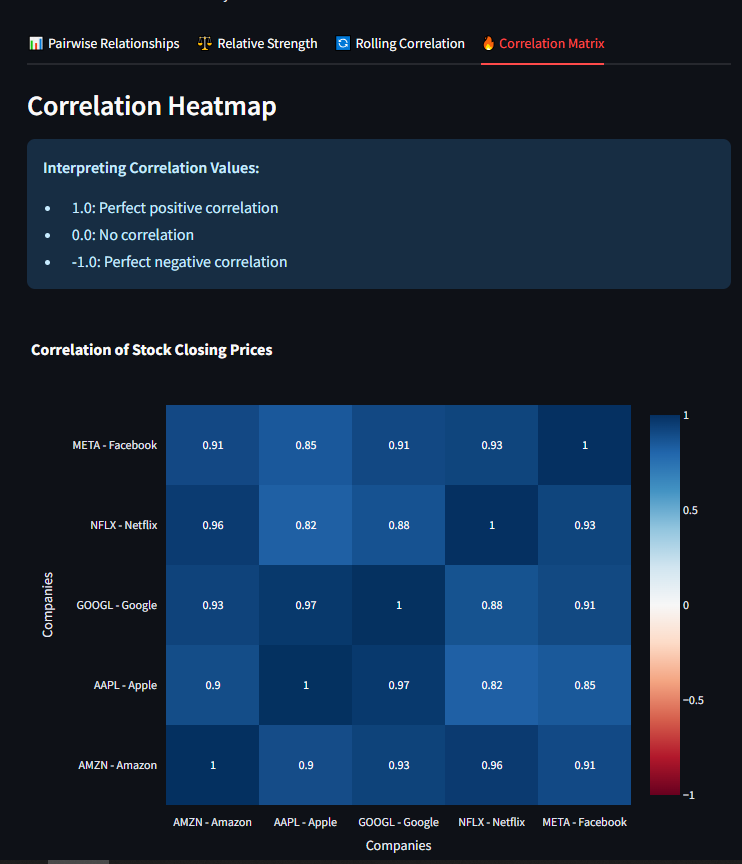 📊 Pairwise Relationships ⚖️ Relative Strength 🔄 Rolling Correlation 🔥 Correlation Matrix
Correlation Heatmap
Interpreting Correlation Values:
• 1.0: Perfect positive correlation
• 0.0: No correlation
• -1.0: Perfect negative correlation
Correlation of Stock Closing Prices
META - Facebook 0.91 0.85 0.91 0.93 1
NFLX - Netflix 0.96 0.82 0.88 1 0.93
GOOGL - Google 0.93 0.97 1 0.88 0.91
AAPL - Apple 0.9 1 0.97 0.82 0.85
AMZN - Amazon 1 0.9 0.93 0.96 0.91
AMZN - Amazon AAPL - Apple GOOGL - Google NFLX - Netflix META - Facebook
Companies
Companies
1
0.5
0
−0.5
−1